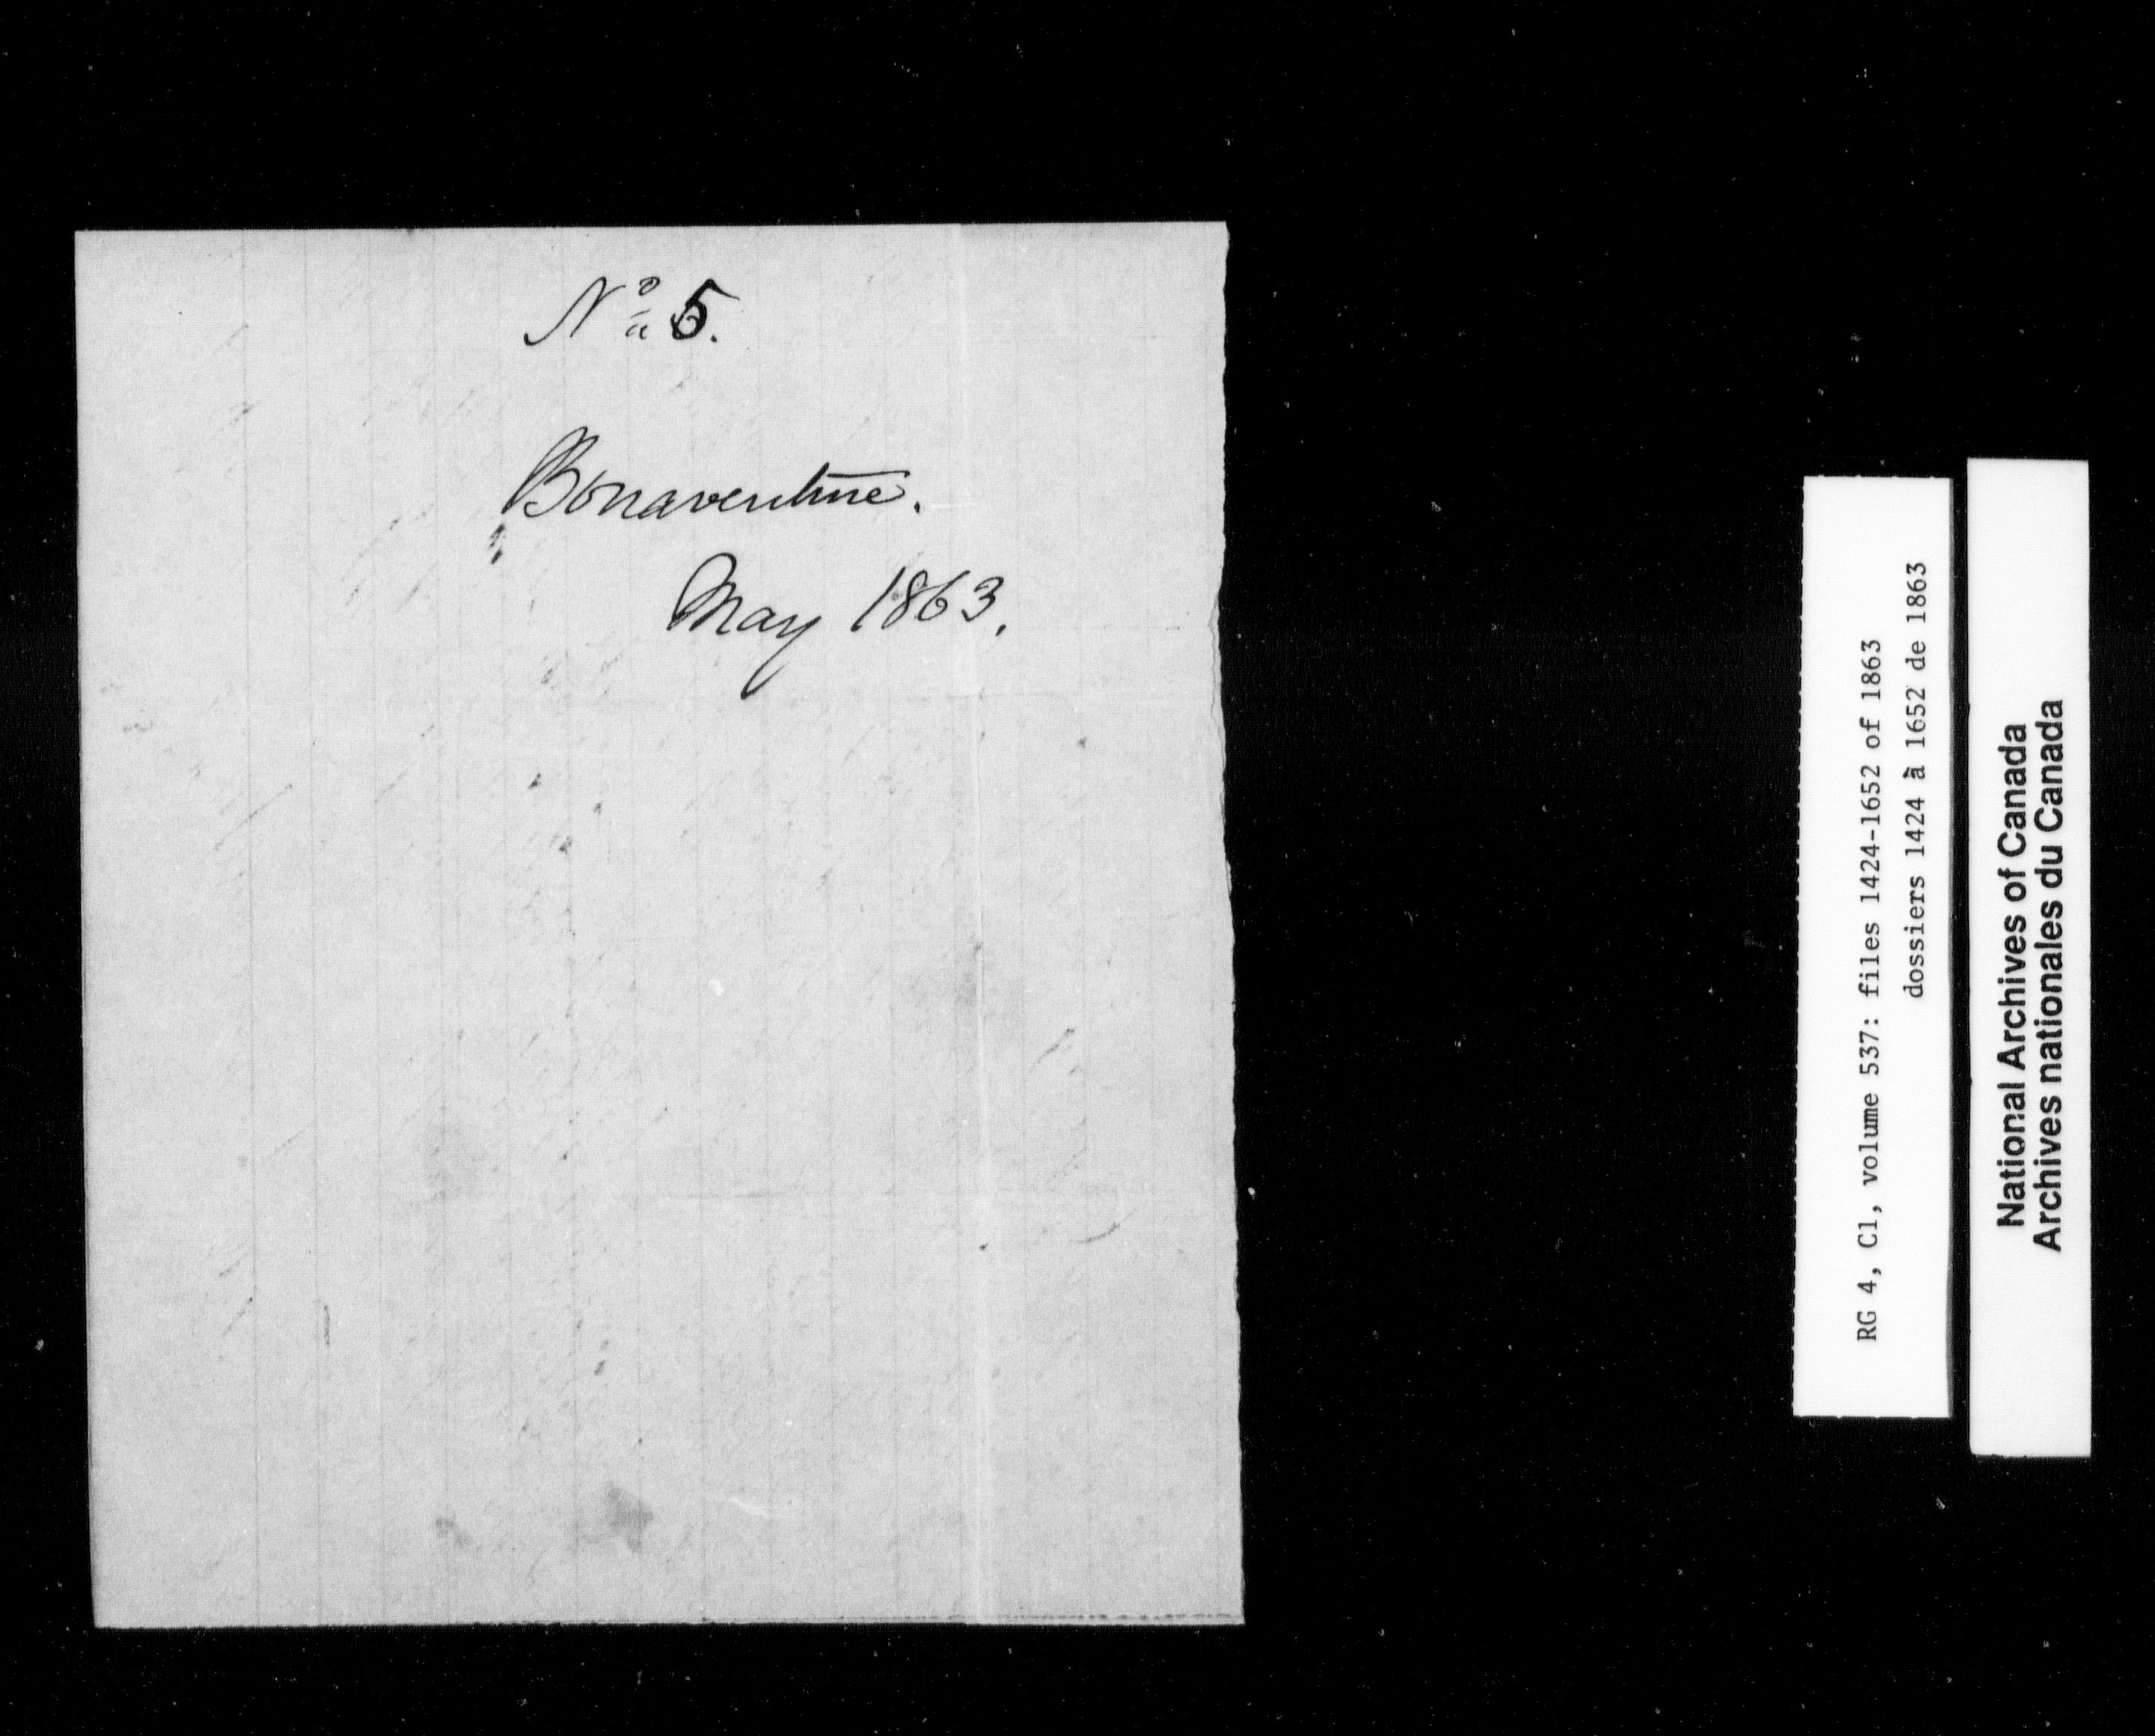 No 5.
Bonaventure.
May 1863.
RG 4, C1, volume 537: files 1424-1652 of 1863
dossiers 1424 à 1652 de 1863
National Archives of Canada
Archives nationales du Canada